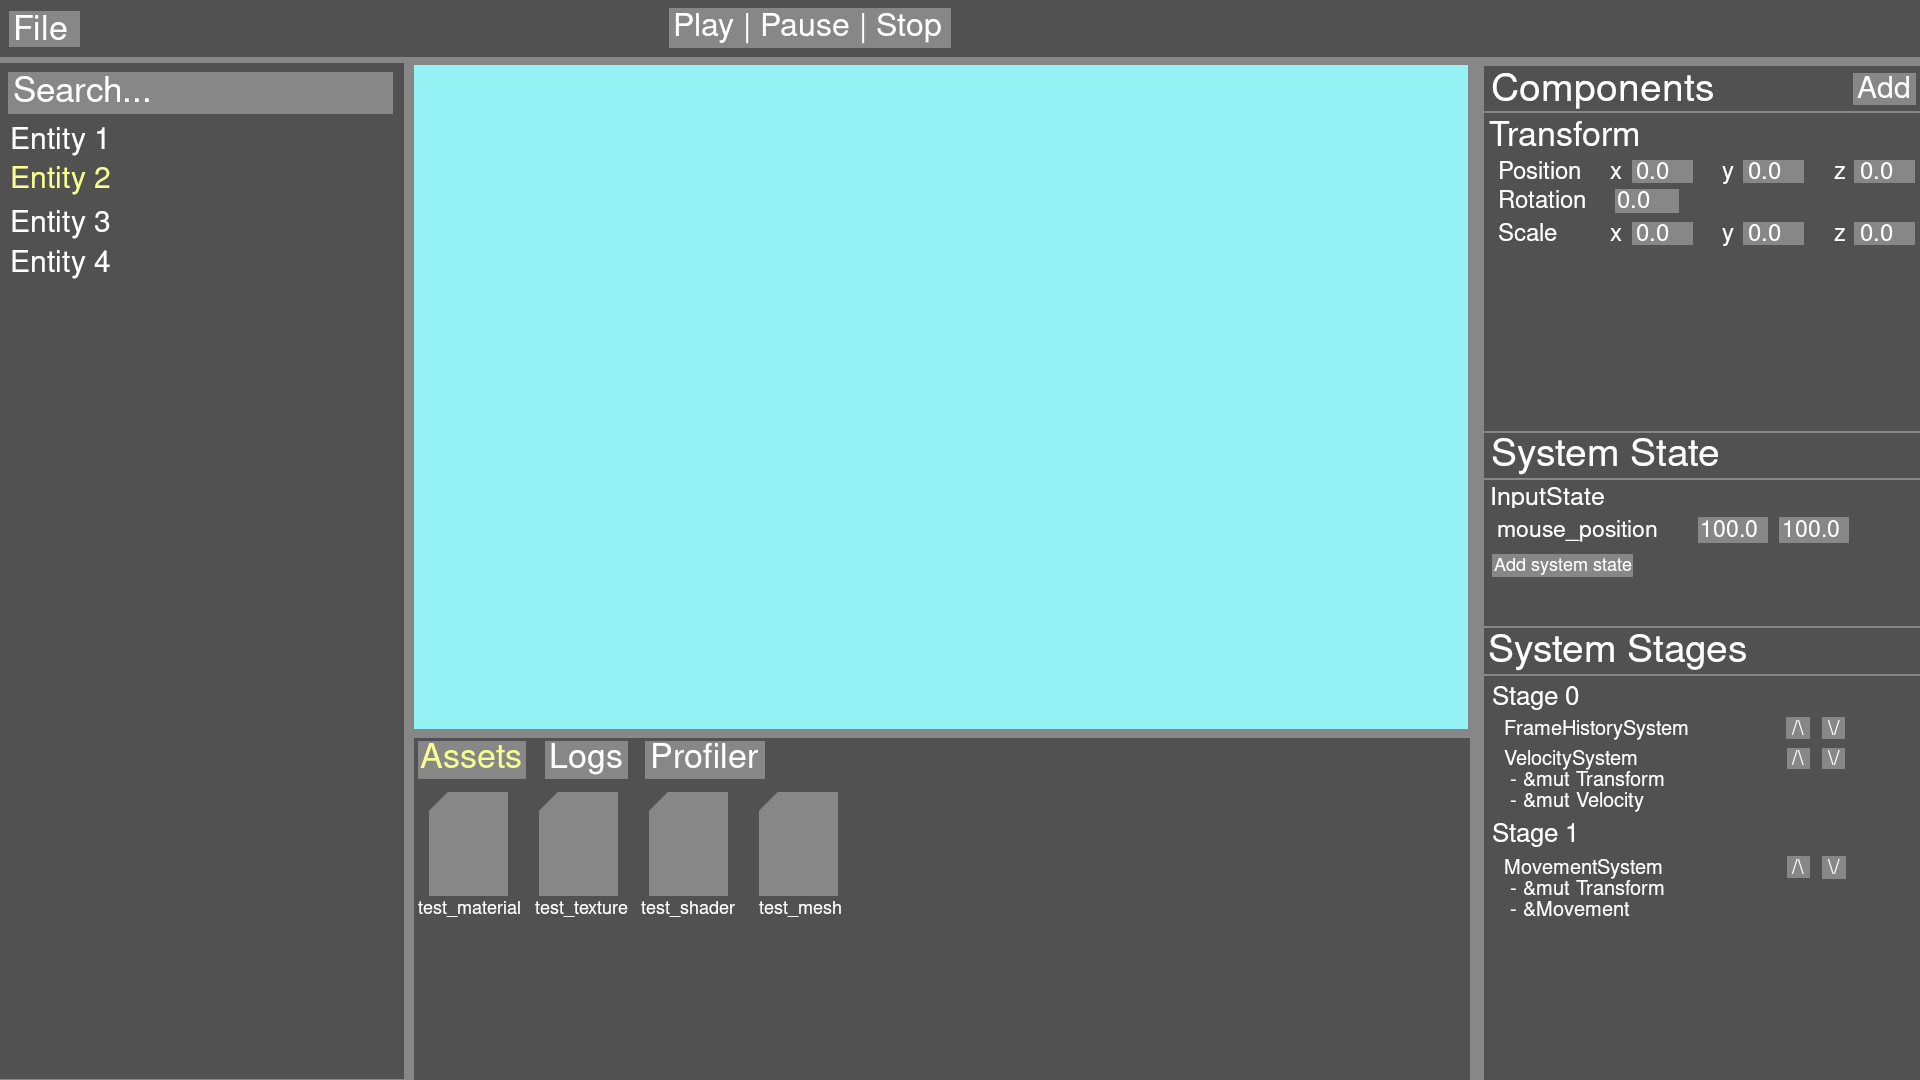 File
Play | Pause | Stop
Search...
Entity 1
Entity 2
Entity 3
Entity 4
Assets Logs Profiler
test_material test_texture test_shader test_mesh
Components Add
Transform
Position x 0.0 y 0.0 z 0.0
Rotation 0.0
Scale x 0.0 y 0.0 z 0.0
System State
InputState
mouse_position 100.0 100.0
Add system state
System Stages
Stage 0
FrameHistorySystem /\ \/
VelocitySystem /\ \/
- &mut Transform
- &mut Velocity
Stage 1
MovementSystem /\ \/
- &mut Transform
- &Movement